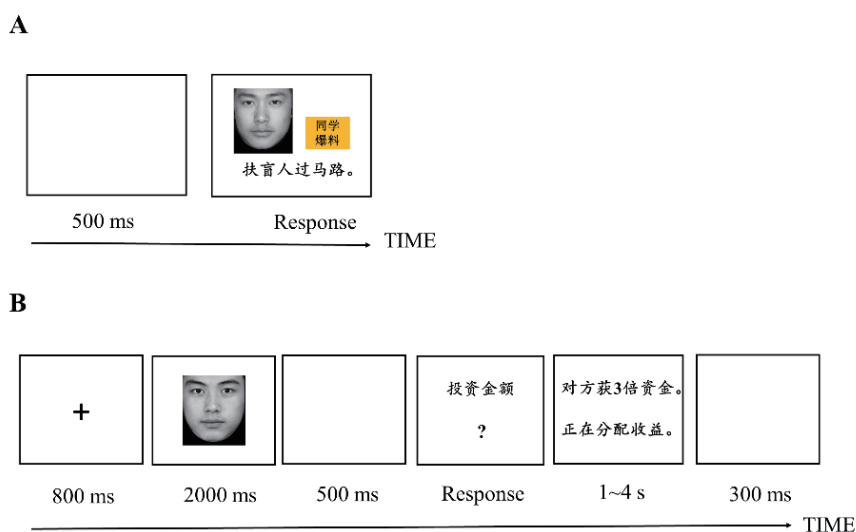 A
同学
爆料
扶盲人过马路。
500 ms
Response
TIME
B
+
投资金额
?
对方获3倍资金。
正在分配收益。
800 ms
2000 ms
500 ms
Response
1~4 s
300 ms
TIME